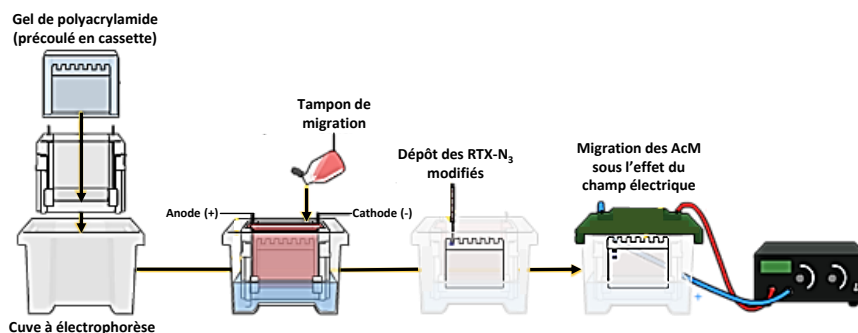 Gel de polyacrylamide
(précoulé en cassette)
Tampon de
migration
Anode (+)
Cathode (-)
Dépôt des RTX-N₃
modifiés
Migration des AcM
sous l'effet du
champ électrique
+
Cuve à électrophorèse